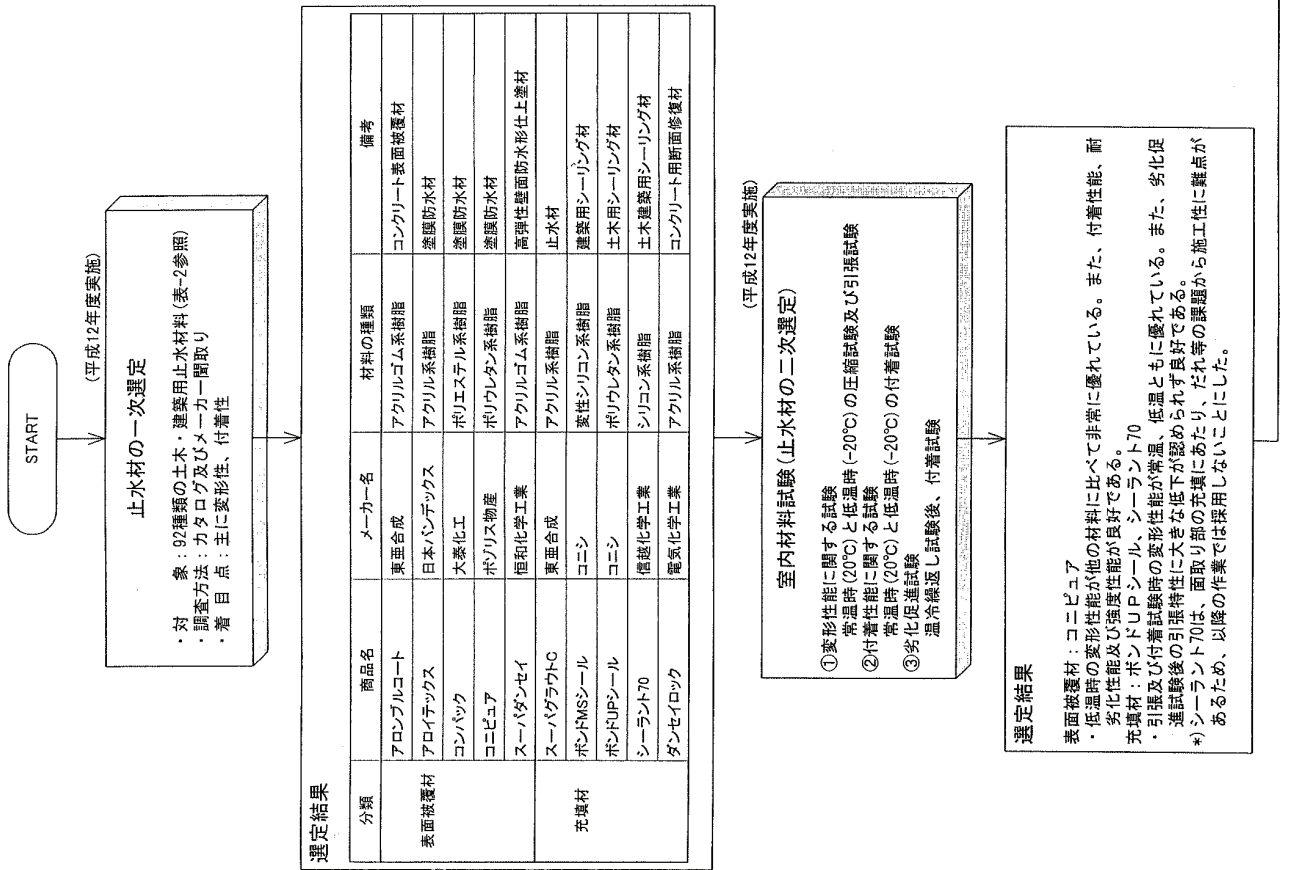 START
(平成12年度実施)
止水材の一次選定
・対　象：92種類の土木・建築用止水材料(表-2参照)
・調査方法：カタログ及びメーカー聞取り
・着 目 点：主に変形性、付着性
選定結果
分類 商品名 メーカー名 材料の種類 備考
表面被覆材 アロンブルコート 東亜合成 アクリルゴム系樹脂 コンクリート表面被覆材
アロイテックス 日本バンデックス アクリル系樹脂 塗膜防水材
コンパック 大泰化工 ポリエステル系樹脂 塗膜防水材
コニピュア ポゾリス物産 ポリウレタン系樹脂 塗膜防水材
スーパダンセイ 恒和化学工業 アクリルゴム系樹脂 高弾性壁面防水形仕上塗材
充填材 スーパグラウトC 東亜合成 アクリル系樹脂 止水材
ボンドMSシール コニシ 変性シリコン系樹脂 建築用シーリング材
ボンドUPシール コニシ ポリウレタン系樹脂 土木用シーリング材
シーラント70 信越化学工業 シリコン系樹脂 土木建築用シーリング材
ダンセイロック 電気化学工業 アクリル系樹脂 コンクリート用断面修復材
(平成12年度実施)
室内材料試験(止水材の二次選定)
①変形性能に関する試験
常温時(20℃)と低温時(-20℃)の圧縮試験及び引張試験
②付着性能に関する試験
常温時(20℃)と低温時(-20℃)の付着試験
③劣化促進試験
温冷繰返し試験後、付着試験
選定結果
表面被覆材：コニピュア
・低温時の変形性能が他の材料に比べて非常に優れている。また、付着性能、耐
劣化性能及び強度性能が良好である。
充填材：ボンドＵＰシール、シーラント70
・引張及び付着試験時の変形性能が常温、低温ともに優れている。また、劣化促
進試験後の引張特性に大きな低下が認められず良好である。
*)シーラント70は、面取り部の充填にあたり、だれ等の課題から施工性に難点が
あるため、以降の作業では採用しないことにした。